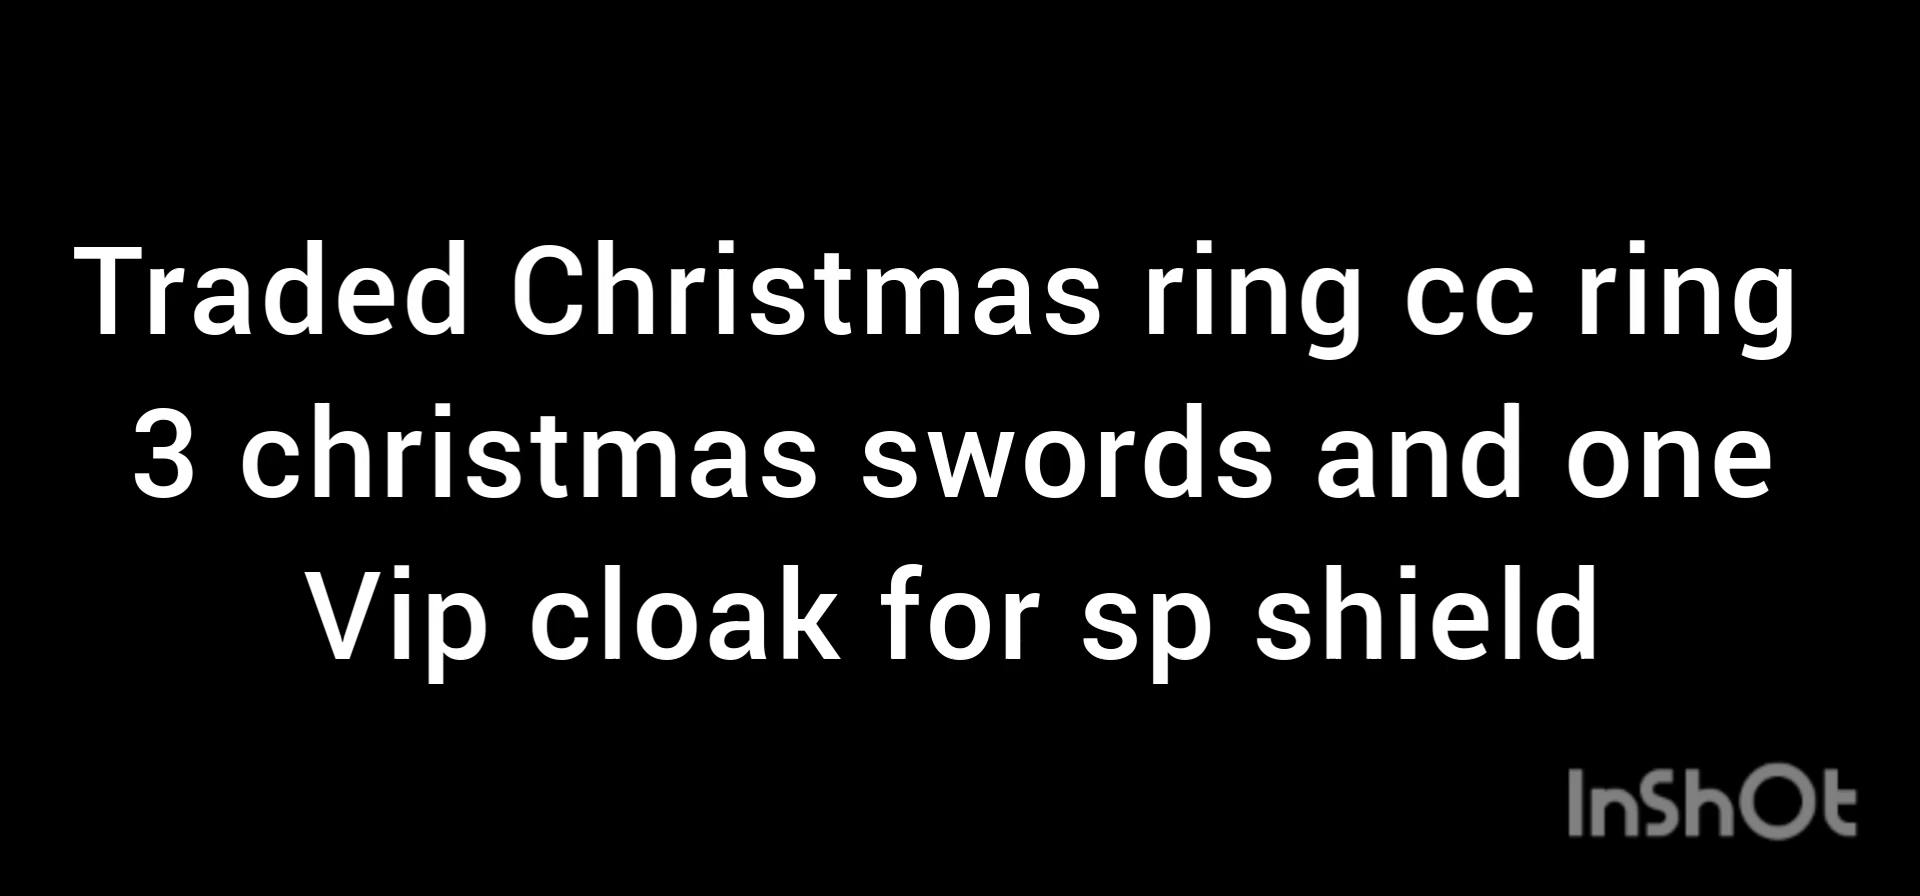 Traded Christmas ring cc ring
3 christmas swords and one
Vip cloak for sp shield
InShOt